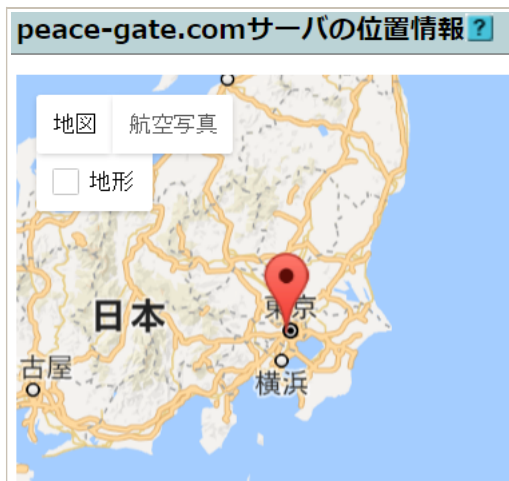 peace-gate.comサーバの位置情報?
地図 航空写真
地形
日本
東京
古屋
横浜